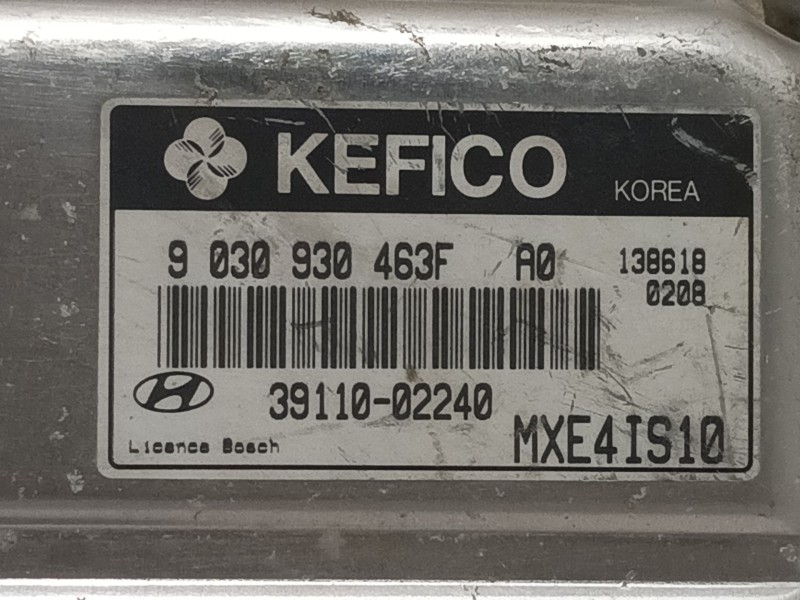 KEFICO KOREA
9 030 930 463F A0 138618
0208
39110-02240
MXE4IS10
Licence Bosch